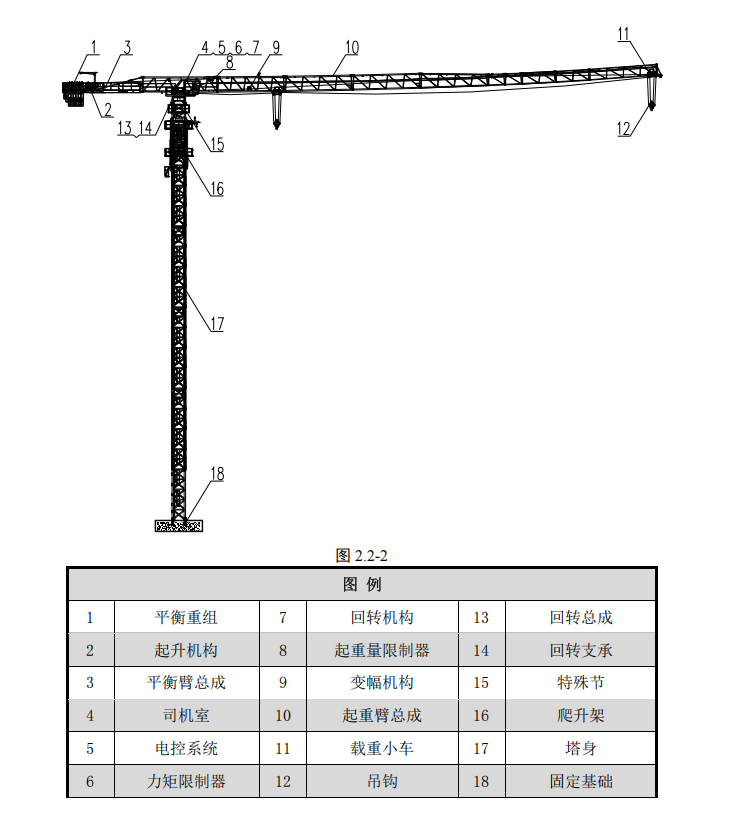 1 3 4、5、6、7 9 10 11
8
2
13、14
15
12
16
17
18
图 2.2-2
图 例
1 平衡重组 7 回转机构 13 回转总成
2 起升机构 8 起重量限制器 14 回转支承
3 平衡臂总成 9 变幅机构 15 特殊节
4 司机室 10 起重臂总成 16 爬升架
5 电控系统 11 载重小车 17 塔身
6 力矩限制器 12 吊钩 18 固定基础